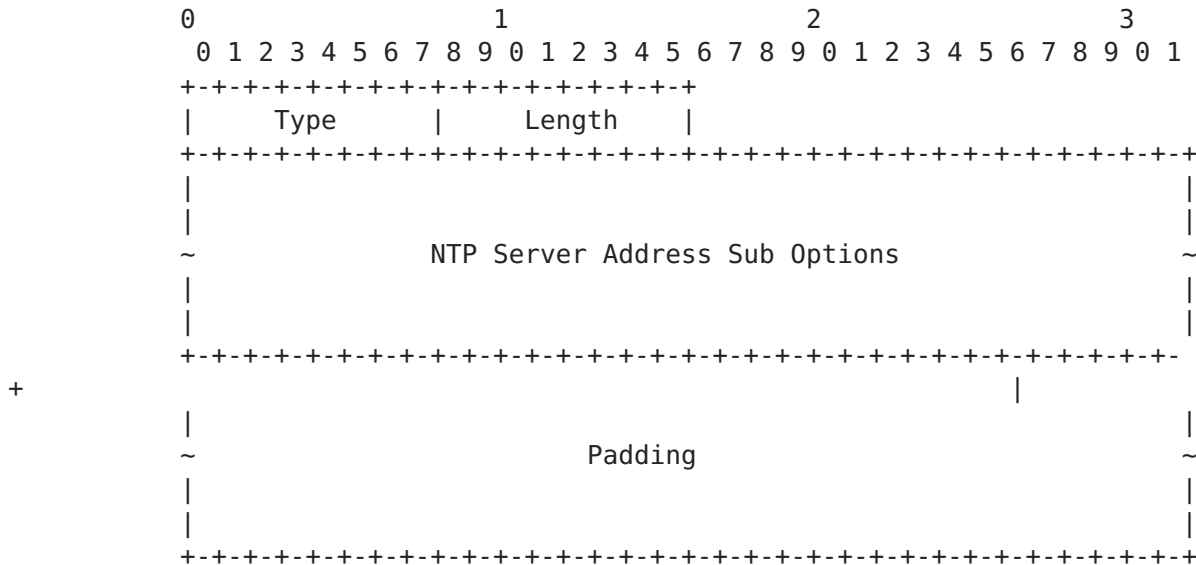 0                   1                   2                  3
 0 1 2 3 4 5 6 7 8 9 0 1 2 3 4 5 6 7 8 9 0 1 2 3 4 5 6 7 8 9 0 1
+-+-+-+-+-+-+-+-+-+-+-+-+-+-+-+-+
|     Type      |     Length    |
+-+-+-+-+-+-+-+-+-+-+-+-+-+-+-+-+-+-+-+-+-+-+-+-+-+-+-+-+-+-+-+-+
|                                                               |
|                                                               |
~               NTP Server Address Sub Options                  ~
|                                                               |
|                                                               |
+-+-+-+-+-+-+-+-+-+-+-+-+-+-+-+-+-+-+-+-+-+-+-+-+-+-+-+-+-+-+-+-
+                                                               |
|                                                               |
~                         Padding                               ~
|                                                               |
|                                                               |
+-+-+-+-+-+-+-+-+-+-+-+-+-+-+-+-+-+-+-+-+-+-+-+-+-+-+-+-+-+-+-+-+